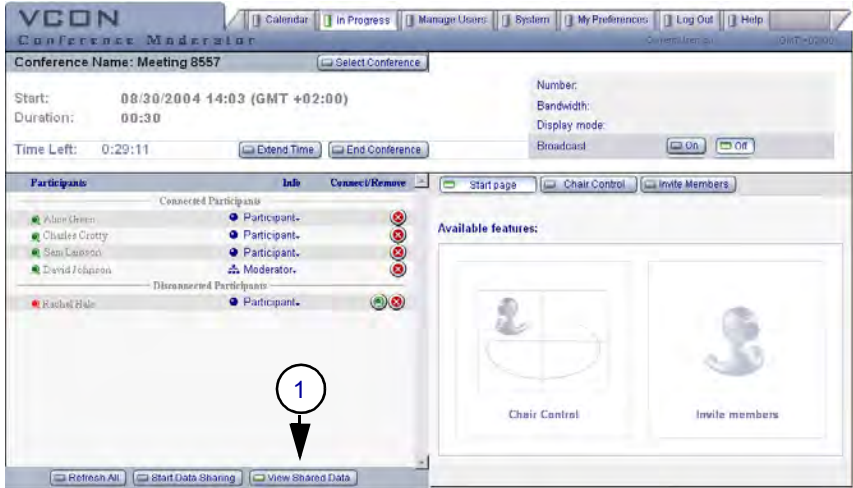 VCON
Calendar In Progress Manage Users System My Preferences Log Out Help
Conference Moderator
Conference Name: Meeting 8557 Select Conference
Start: 08/30/2004 14:03 (GMT +02:00)
Duration: 00:30
Time Left: 0:29:11 Extend Time End Conference
Number:
Bandwidth:
Display mode:
Broadcast On Off
Participants Info Connect/Remove
Connected Participants
Alice Green Participant
Charles Crotty Participant
Sam Participant
David Johnson Moderator
Disconnected Participants
Rachel Hale Participant
Refresh All Start Data Sharing View Shared Data
1
Start page Chair Control Invite Members
Available features:
Chair Control Invite members